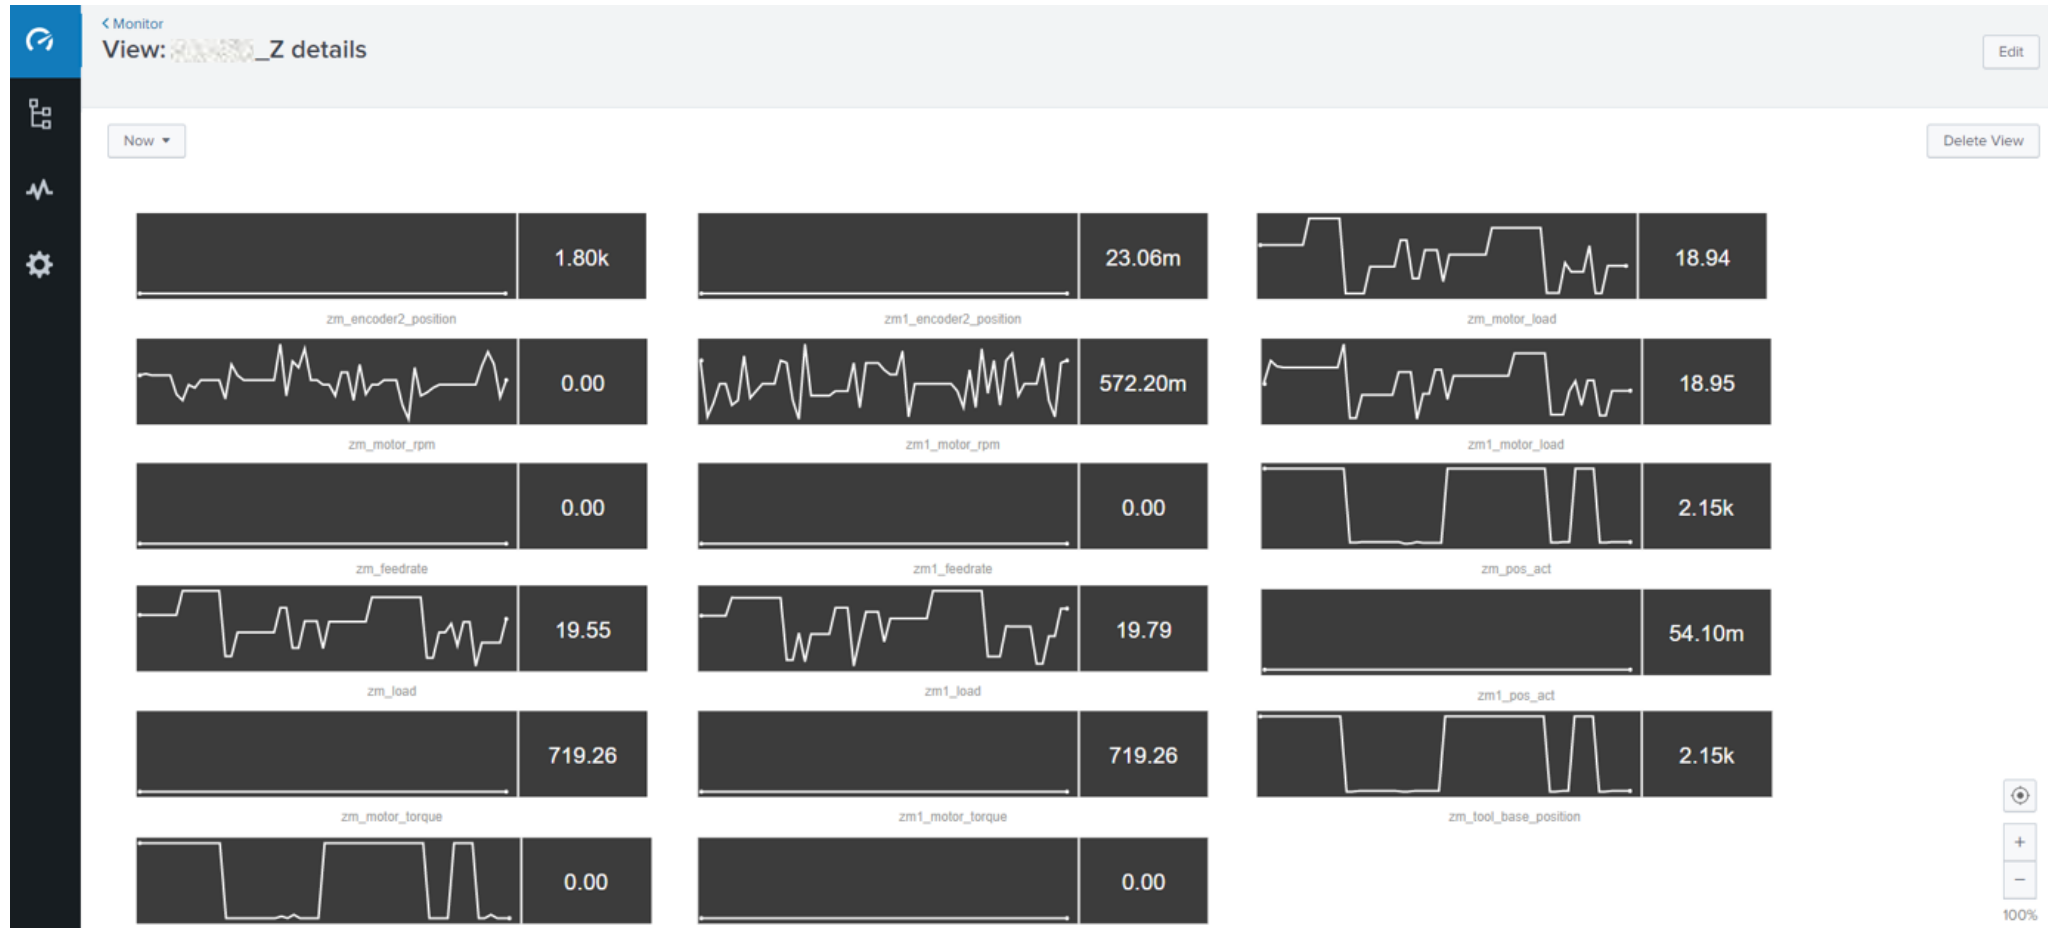 Monitor
View: _Z details
Edit
Now
Delete View
1.80k
23.06m
18.94
zm_encoder2_position
zm1_encoder2_position
zm_motor_load
0.00
572.20m
18.95
zm_motor_rpm
zm1_motor_rpm
zm1_motor_load
0.00
0.00
2.15k
zm_feedrate
zm1_feedrate
zm_pos_act
19.55
19.79
54.10m
zm_load
zm1_load
zm1_pos_act
719.26
719.26
2.15k
zm_motor_torque
zm1_motor_torque
zm_tool_base_position
0.00
0.00
+
−
100%